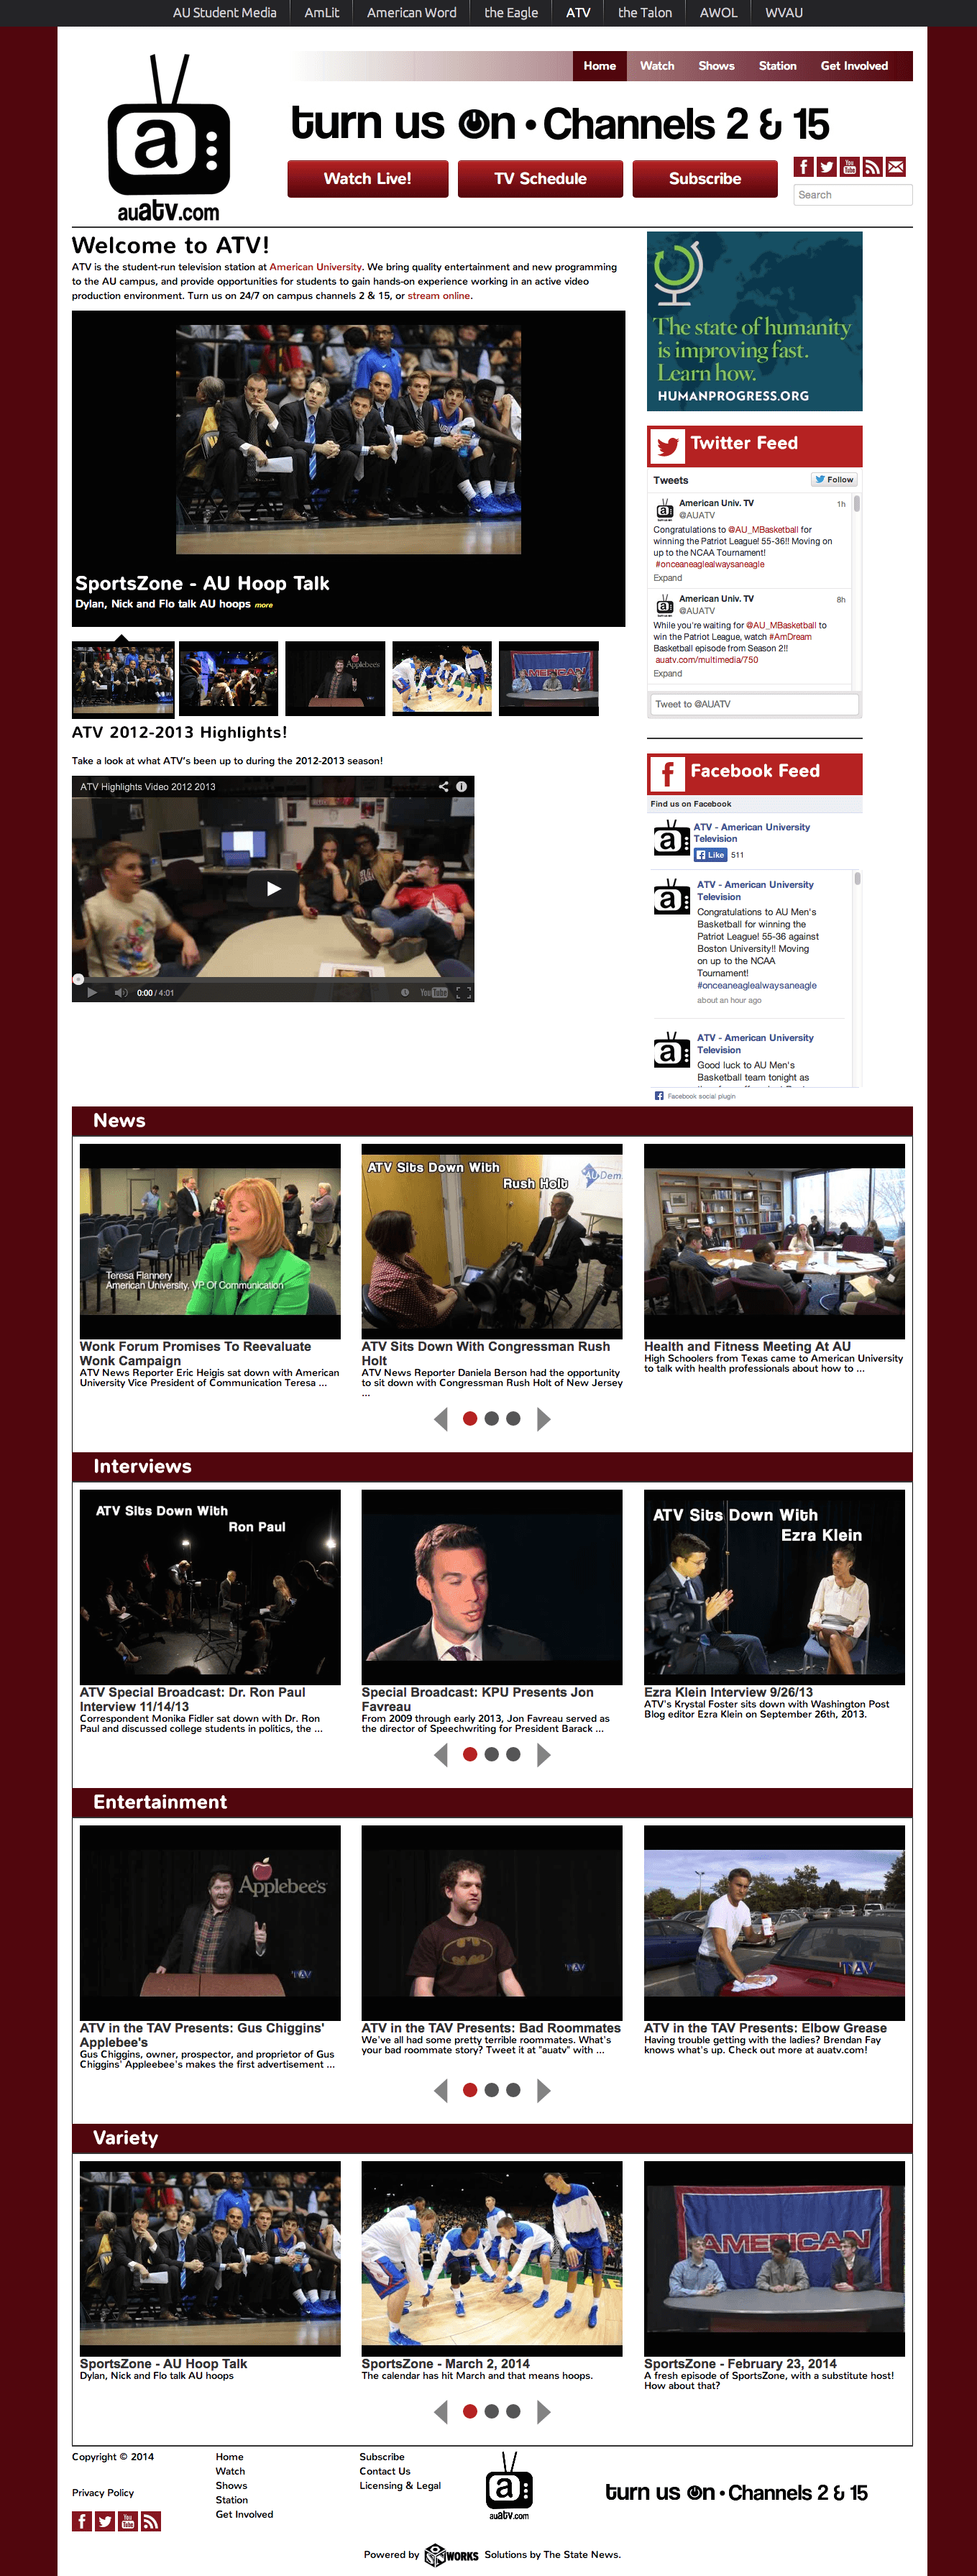 AU Student Media
AmLit
American Word
the Eagle
ATV
the Talon
AWOL
WVAU
Home
Watch
Shows
Station
Get Involved
a
auatv.com
turn us on • Channels 2 & 15
Watch Live!
TV Schedule
Subscribe
Search
Welcome to ATV!
ATV is the student-run television station at American University. We bring quality entertainment and new programming
to the AU campus, and provide opportunities for students to gain hands-on experience working in an active video
production environment. Turn us on 24/7 on campus channels 2 & 15, or stream online.
SportsZone - AU Hoop Talk
Dylan, Nick and Flo talk AU hoops more
Applebee's
AMERICAN
ATV 2012-2013 Highlights!
Take a look at what ATV's been up to during the 2012-2013 season!
ATV Highlights Video 2012 2013
0:00 / 4:01
YouTube
The state of humanity
is improving fast.
Learn how.
HUMANPROGRESS.ORG
Twitter Feed
Tweets
Follow
American Univ. TV
1h
@AUATV
Congratulations to @AU_MBasketball for
winning the Patriot League! 55-36!! Moving on
up to the NCAA Tournament!
#onceaneaglealwaysaneagle
Expand
American Univ. TV
8h
@AUATV
While you're waiting for @AU_MBasketball to
win the Patriot League, watch #AmDream
Basketball episode from Season 2!!
auatv.com/multimedia/750
Expand
Tweet to @AUATV
Facebook Feed
Find us on Facebook
ATV - American University
Television
Like
511
ATV - American University
Television
Congratulations to AU Men's
Basketball for winning the
Patriot League! 55-36 against
Boston University!! Moving
on up to the NCAA
Tournament!
#onceaneaglealwaysaneagle
about an hour ago
ATV - American University
Television
Good luck to AU Men's
Basketball team tonight as
Facebook social plugin
News
Teresa Flannery
American University, VP Of Communication
ATV Sits Down With
Rush Holt
AU Dem
Wonk Forum Promises To Reevaluate
Wonk Campaign
ATV News Reporter Eric Heigis sat down with American
University Vice President of Communication Teresa ...
ATV Sits Down With Congressman Rush
Holt
ATV News Reporter Daniela Berson had the opportunity
to sit down with Congressman Rush Holt of New Jersey
...
Health and Fitness Meeting At AU
High Schoolers from Texas came to American University
to talk with health professionals about how to ...
Interviews
ATV Sits Down With
Ron Paul
ATV Sits Down With
Ezra Klein
ATV Special Broadcast: Dr. Ron Paul
Interview 11/14/13
Correspondent Monika Fidler sat down with Dr. Ron
Paul and discussed college students in politics, the ...
Special Broadcast: KPU Presents Jon
Favreau
From 2009 through early 2013, Jon Favreau served as
the director of Speechwriting for President Barack ...
Ezra Klein Interview 9/26/13
ATV's Krystal Foster sits down with Washington Post
Blog editor Ezra Klein on September 26th, 2013.
Entertainment
Applebee's
TAV
TAV
TAV
ATV in the TAV Presents: Gus Chiggins'
Applebee's
Gus Chiggins, owner, prospector, and proprietor of Gus
Chiggins' Appleebee's makes the first advertisement ...
ATV in the TAV Presents: Bad Roommates
We've all had some pretty terrible roommates. What's
your bad roommate story? Tweet it at "auatv" with ...
ATV in the TAV Presents: Elbow Grease
Having trouble getting with the ladies? Brendan Fay
knows what's up. Check out more at auatv.com!
Variety
AMERICAN
SportsZone - AU Hoop Talk
Dylan, Nick and Flo talk AU hoops
SportsZone - March 2, 2014
The calendar has hit March and that means hoops.
SportsZone - February 23, 2014
A fresh episode of SportsZone, with a substitute host!
How about that?
Copyright © 2014
Privacy Policy
Home
Watch
Shows
Station
Get Involved
Subscribe
Contact Us
Licensing & Legal
a
auatv.com
turn us on • Channels 2 & 15
Powered by
WORKS
Solutions by The State News.